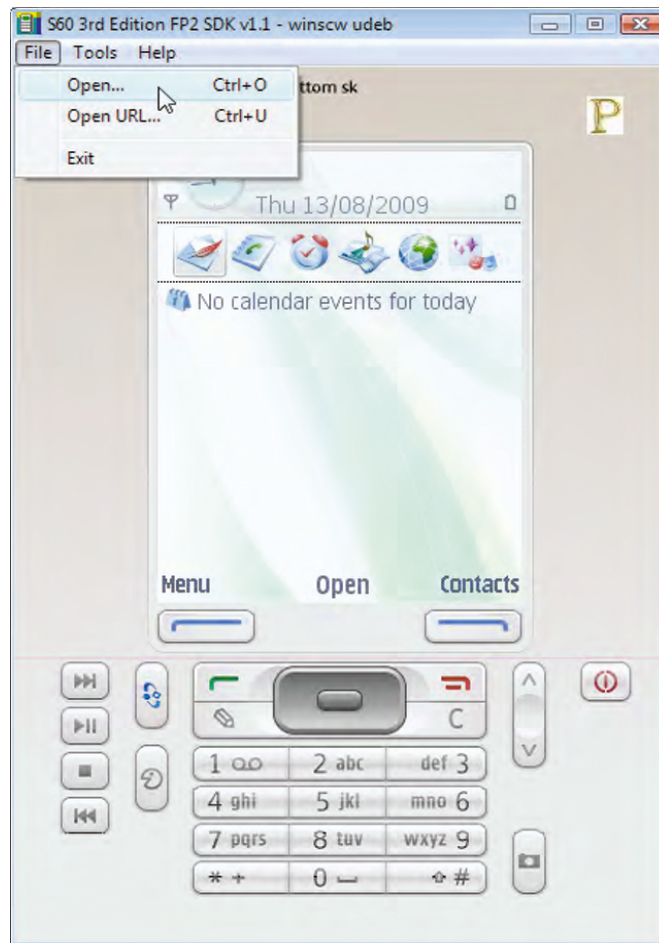 S60 3rd Edition FP2 SDK v1.1 - winscw udeb
File Tools Help
Open... Ctrl+O
ttom sk
Open URL... Ctrl+U
P
Exit
Thu 13/08/2009
No calendar events for today
Menu Open Contacts
C
1 2 abc def 3
4 ghi 5 jkl mno 6
7 pqrs 8 tuv wxyz 9
* + 0 #